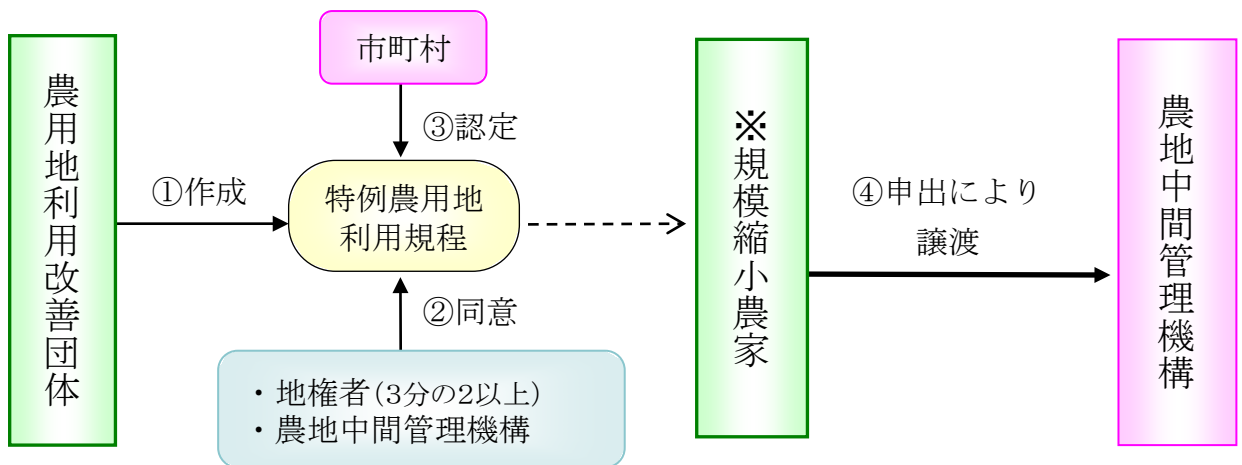 農用地利用改善団体
①作成
市町村
③認定
特例農用地
利用規程
②同意
・地権者(3分の2以上)
・農地中間管理機構
※規模縮小農家
④申出により
譲渡
農地中間管理機構